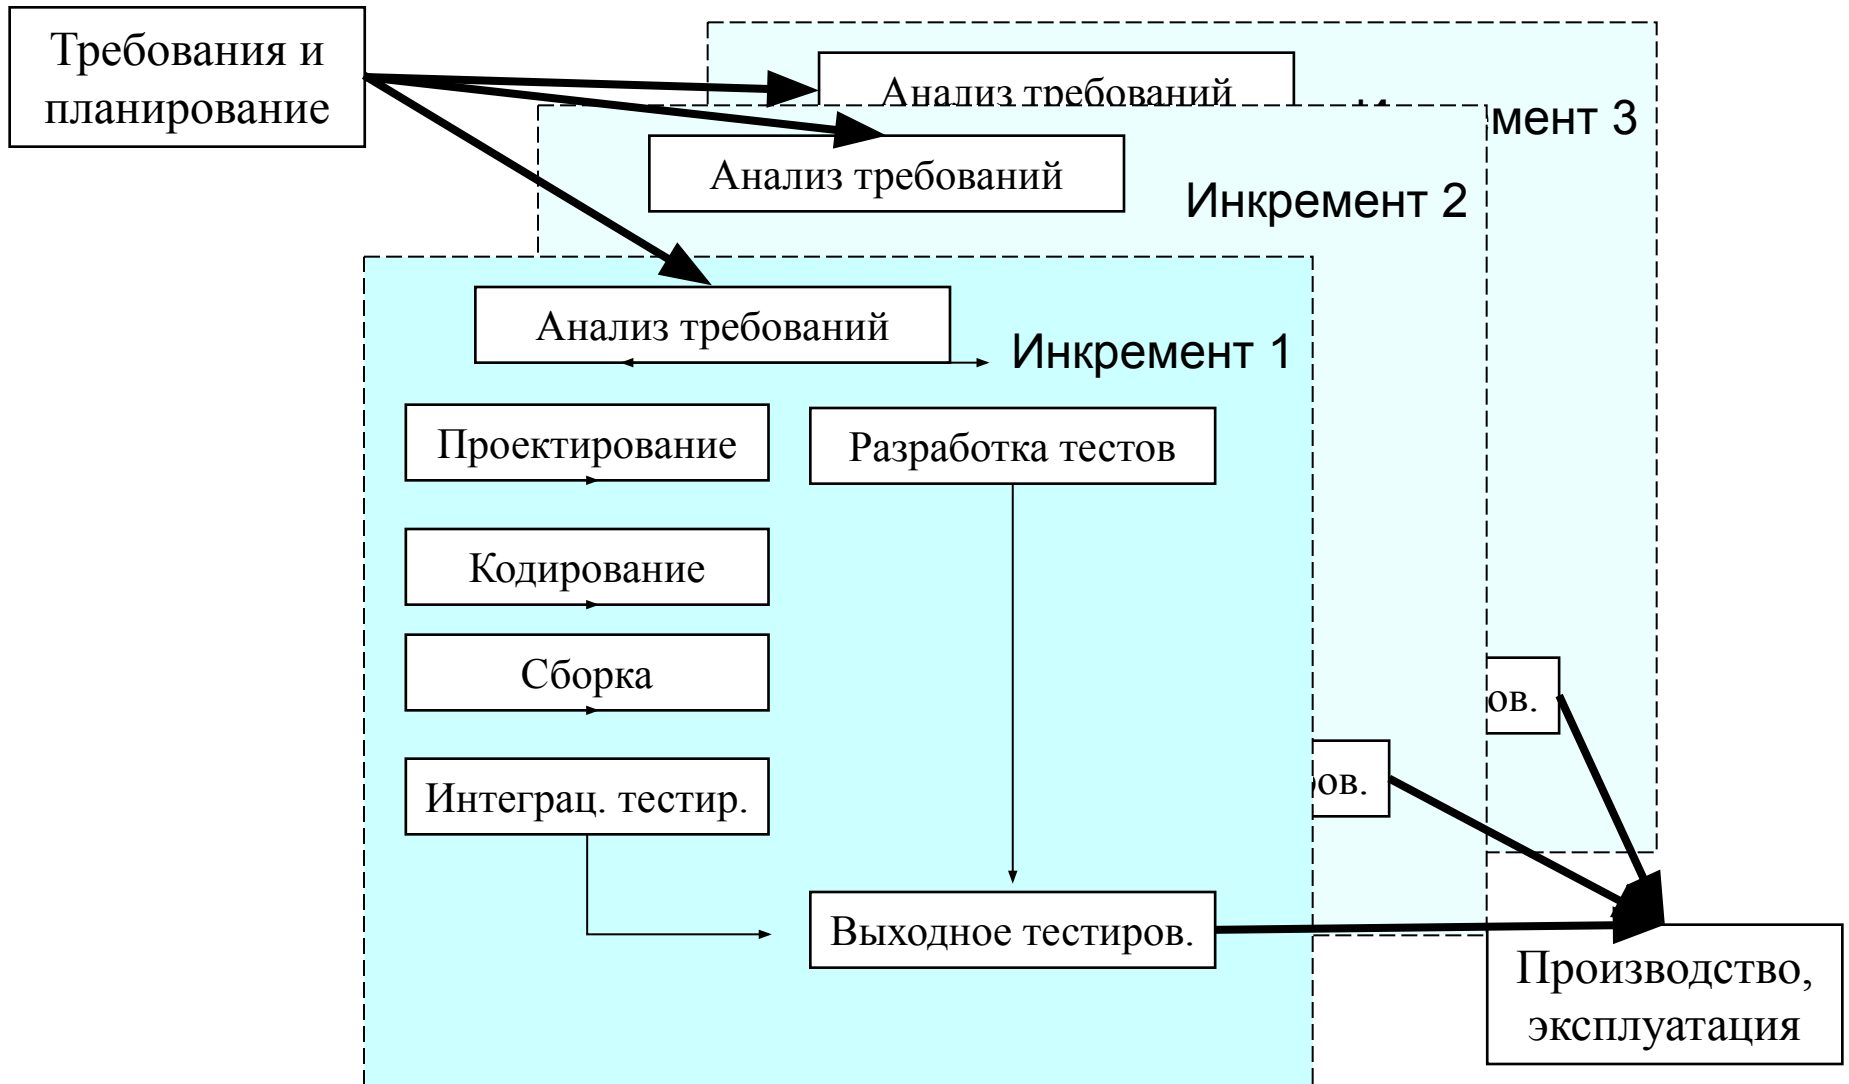 Требования и
планирование
Анализ требований
мент 3
Анализ требований
Инкремент 2
Анализ требований
Инкремент 1
Проектирование
Разработка тестов
Кодирование
Сборка
ов.
Интеграц. тестир.
ов.
Выходное тестиров.
Производство,
эксплуатация